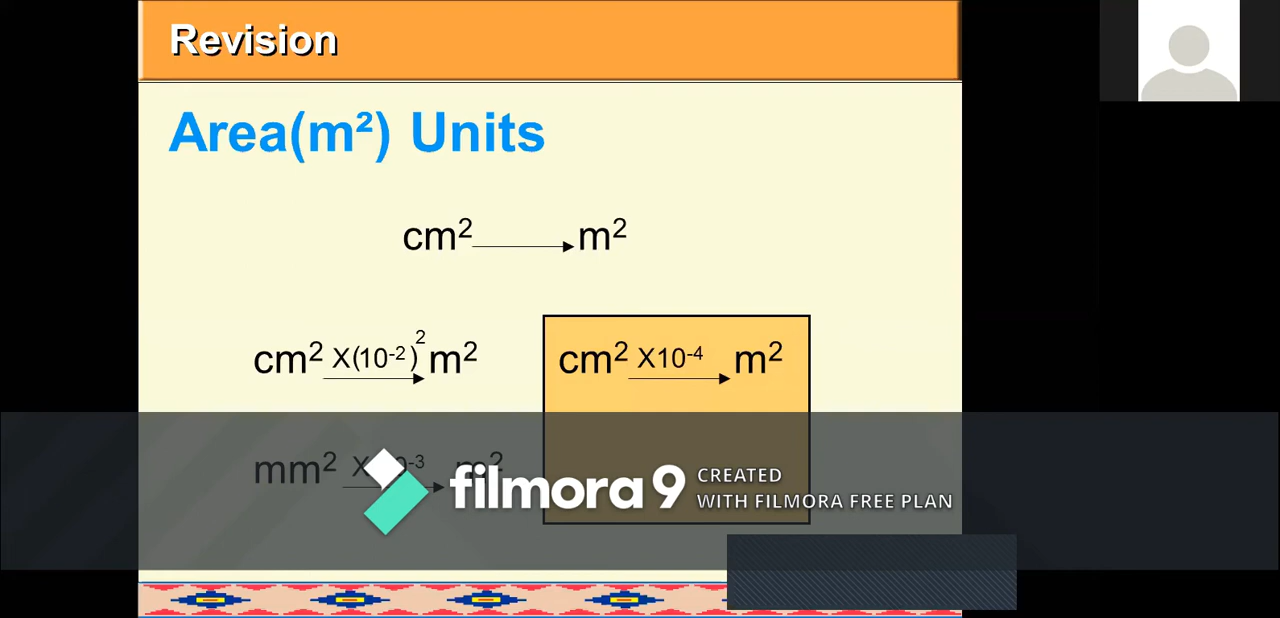 Revision
Area(m²) Units
cm² → m²
cm² X(10⁻²)² → m²
cm² X10⁻⁴ → m²
mm² → m²
filmora 9
CREATED
WITH FILMORA FREE PLAN